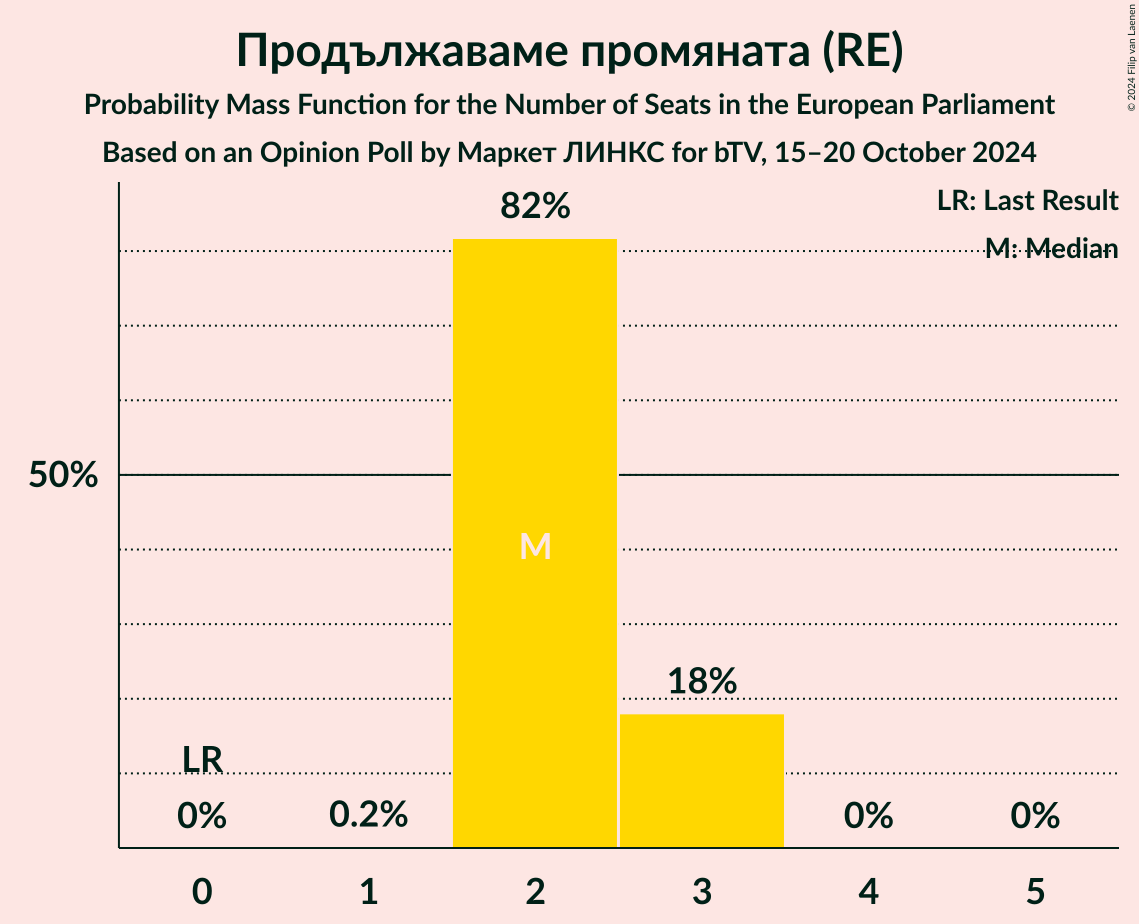 Продължаваме промяната (RE)
Probability Mass Function for the Number of Seats in the European Parliament
Based on an Opinion Poll by Маркет ЛИНКС for bTV, 15–20 October 2024
© 2024 Filip van Laenen
LR: Last Result
M: Median
82%
50%
M
18%
LR
0%
0.2%
0%
0%
0
1
2
3
4
5